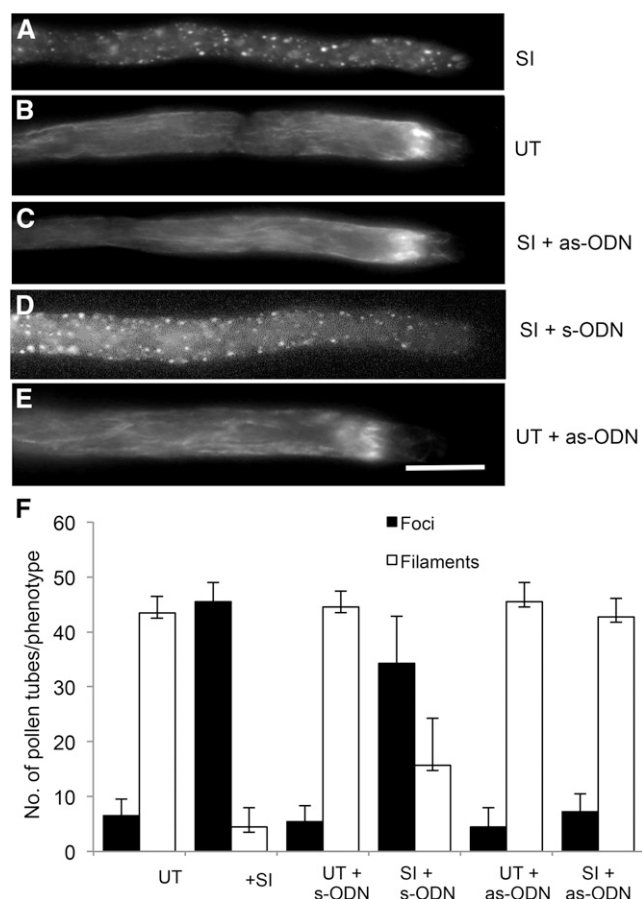 A
SI
B
UT
C
SI + as-ODN
D
SI + s-ODN
E
UT + as-ODN
F
60
50
40
30
20
10
0
No. of pollen tubes/phenotype
Foci
Filaments
UT
+SI
UT +
s-ODN
SI +
s-ODN
UT +
as-ODN
SI +
as-ODN